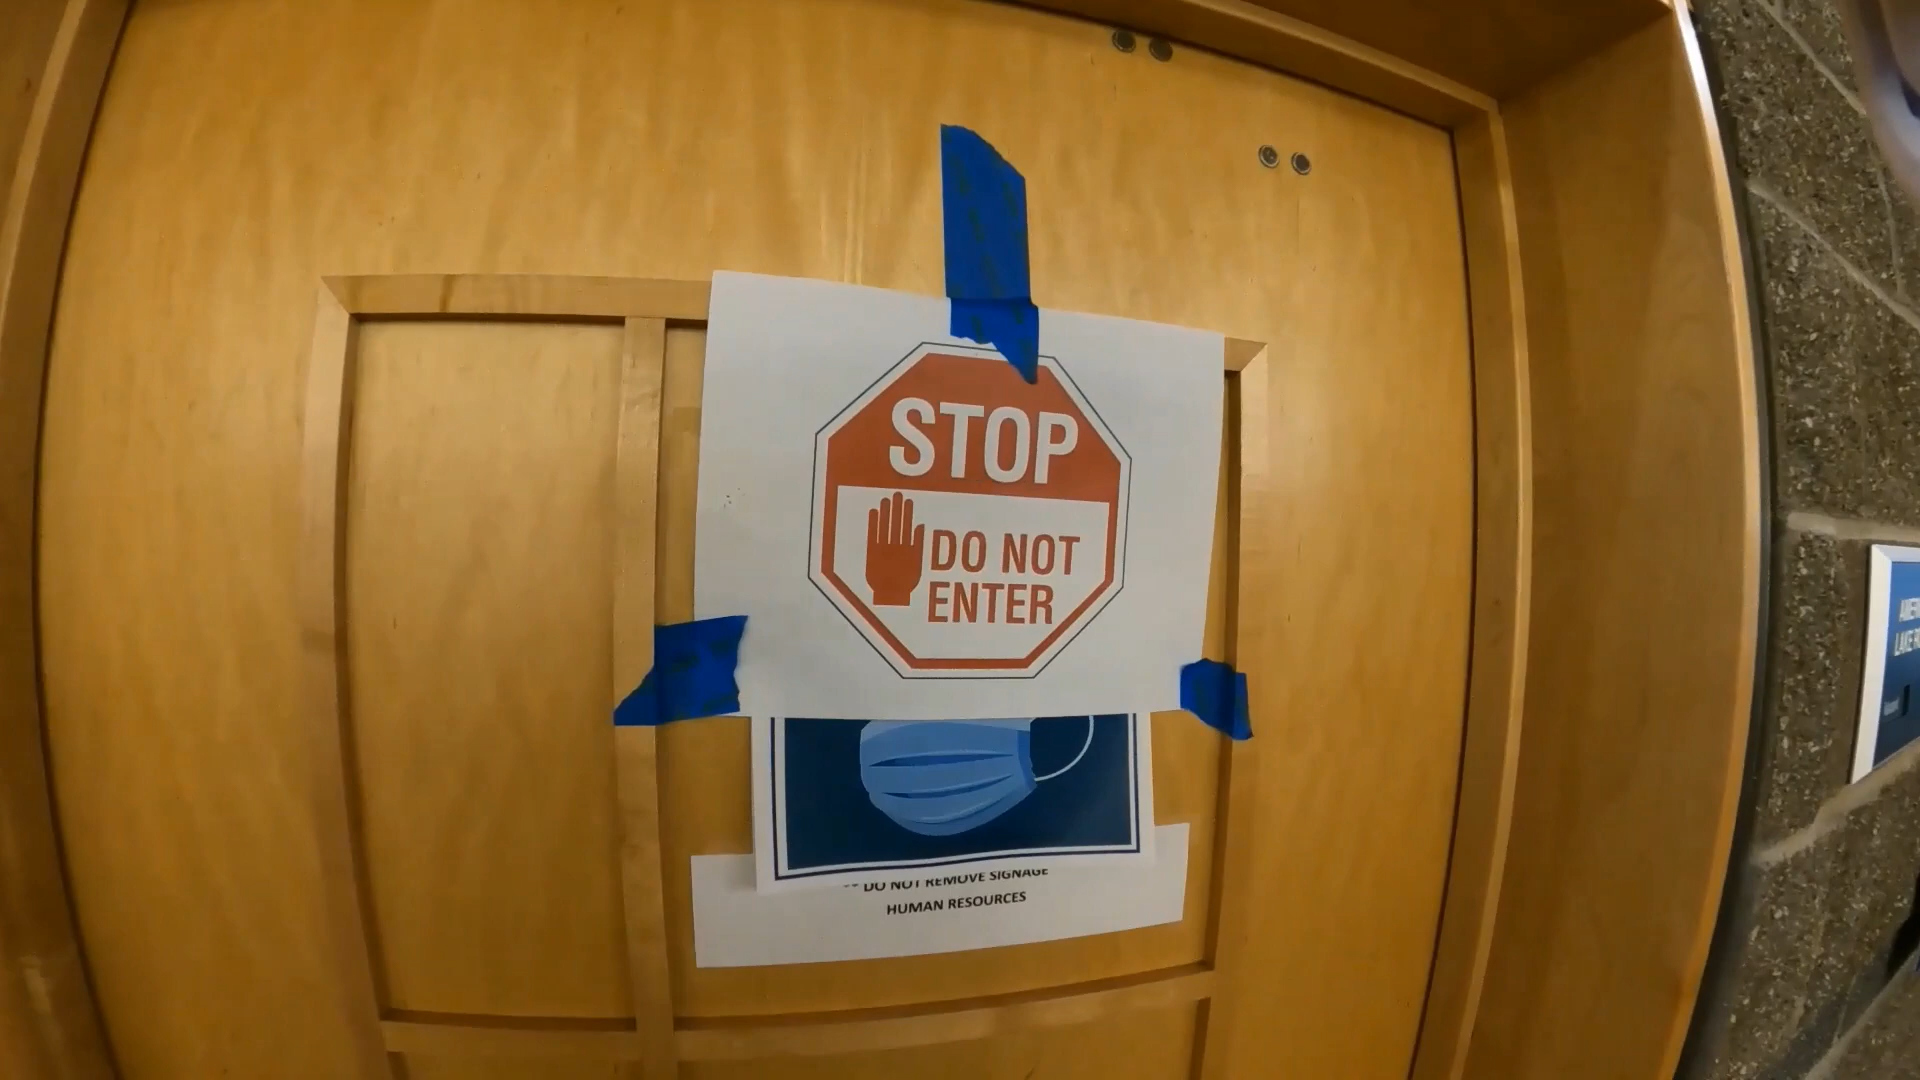 STOP
DO NOT
ENTER
DO NOT REMOVE SIGNAGE
HUMAN RESOURCES